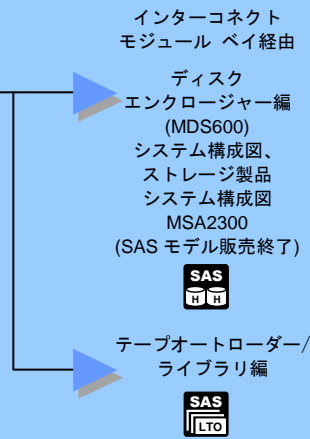 インターコネクト
モジュール ベイ経由
ディスク
エンクロージャー編
(MDS600)
システム構成図、
ストレージ製品
システム構成図
MSA2300
(SAS モデル販売終了)
SAS
H H
テープオートローダー/
ライブラリ編
SAS
LTO